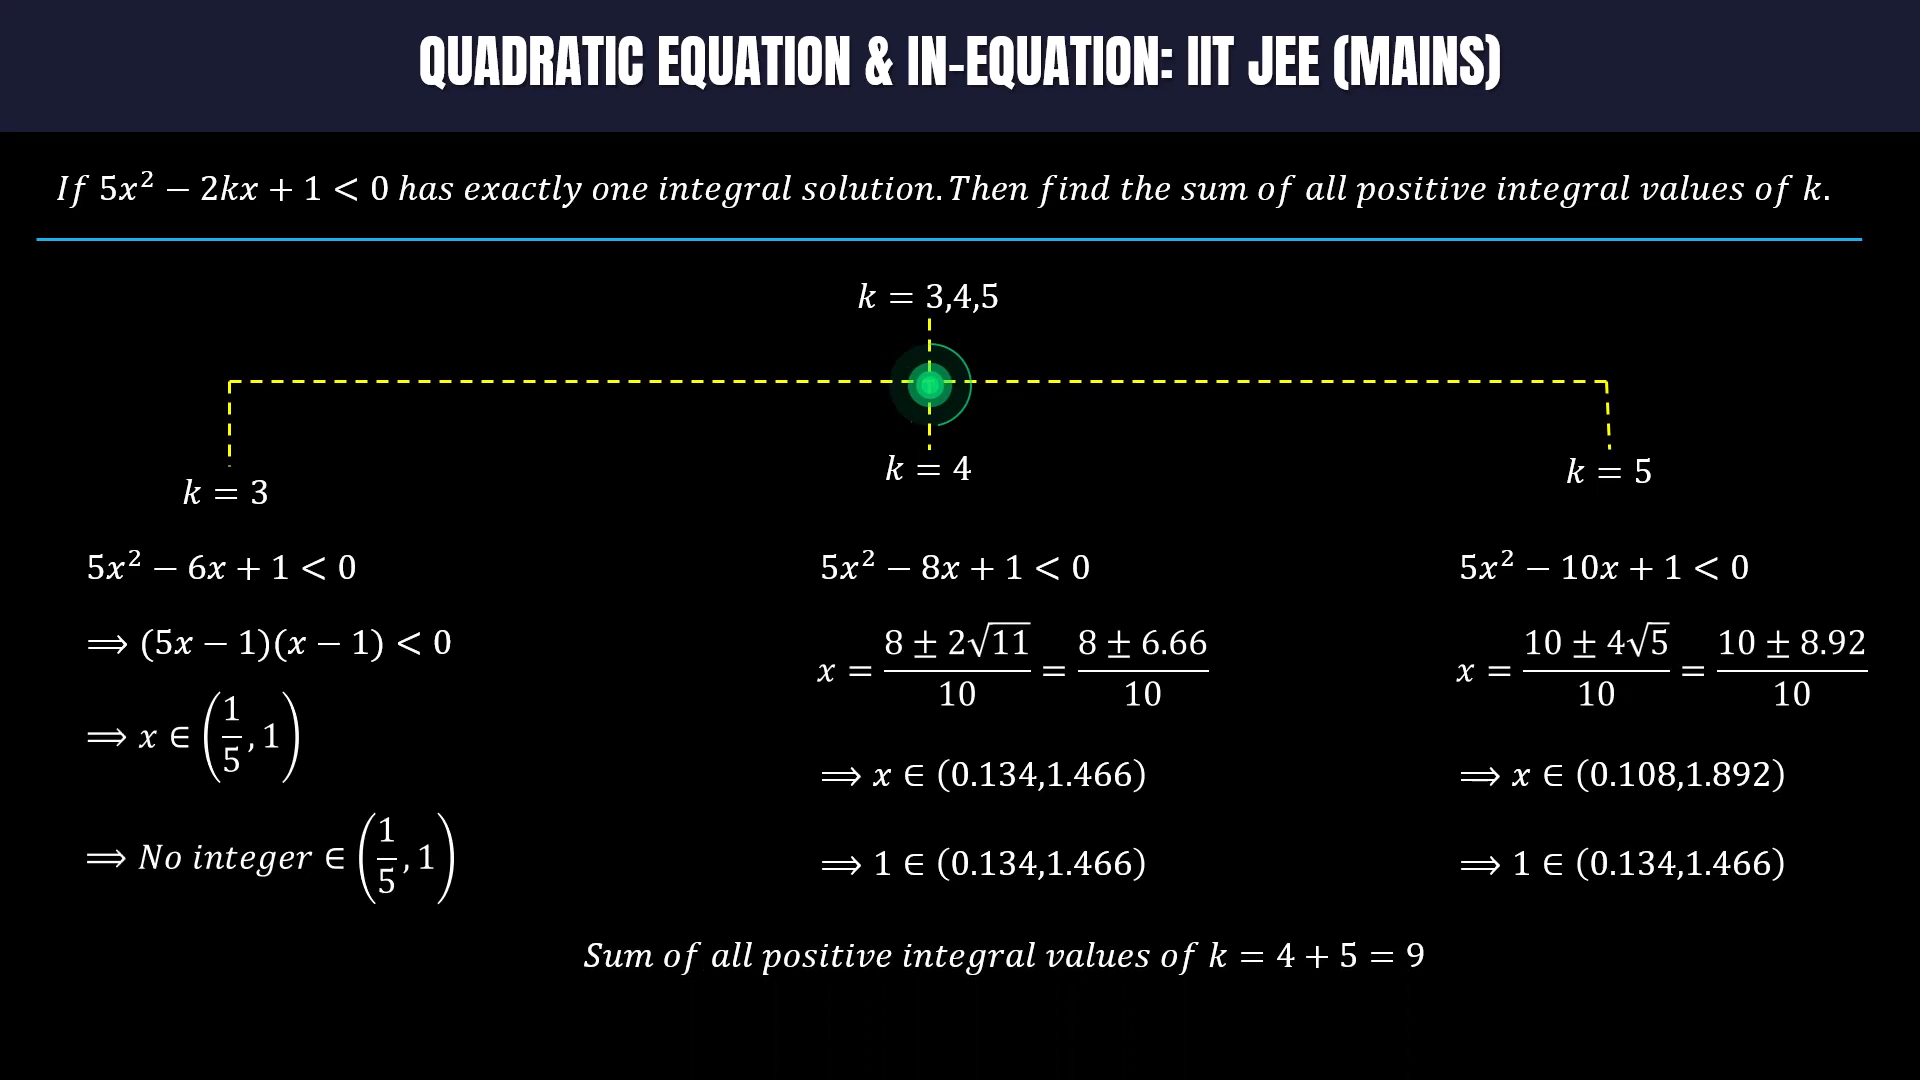 QUADRATIC EQUATION & IN-EQUATION: IIT JEE (MAINS)
If 5x² − 2kx + 1 < 0 has exactly one integral solution. Then find the sum of all positive integral values of k.
k = 3,4,5
k = 3
5x² − 6x + 1 < 0
⟹ (5x − 1)(x − 1) < 0
⟹ x ∈ (1/5, 1)
⟹ No integer ∈ (1/5, 1)
k = 4
5x² − 8x + 1 < 0
x = (8 ± 2√11)/10 = (8 ± 6.66)/10
⟹ x ∈ (0.134,1.466)
⟹ 1 ∈ (0.134,1.466)
k = 5
5x² − 10x + 1 < 0
x = (10 ± 4√5)/10 = (10 ± 8.92)/10
⟹ x ∈ (0.108,1.892)
⟹ 1 ∈ (0.134,1.466)
Sum of all positive integral values of k = 4 + 5 = 9